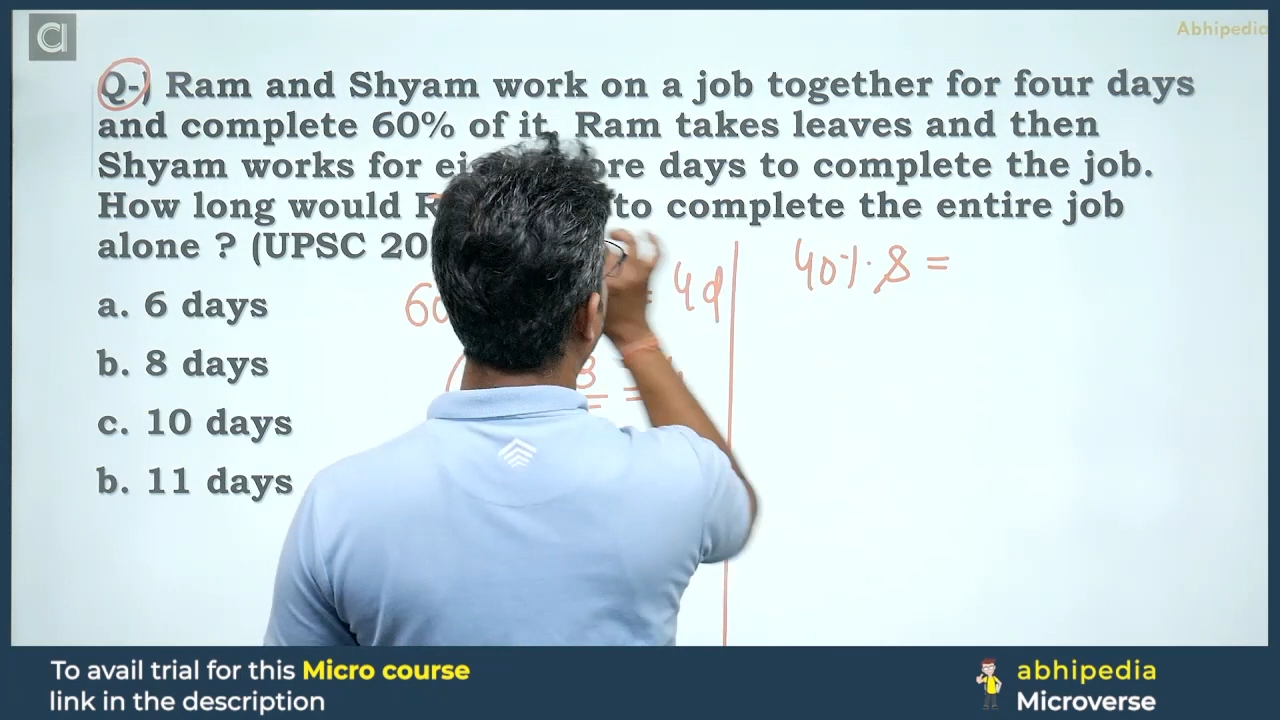 Abhipedia
Q-) Ram and Shyam work on a job together for four days
and complete 60% of it. Ram takes leaves and then
Shyam works for more days to complete the job.
How long would to complete the entire job
alone ? (UPSC
a. 6 days
b. 8 days
c. 10 days
b. 11 days
40% S =
4d
To avail trial for this Micro course
link in the description
abhipedia
Microverse